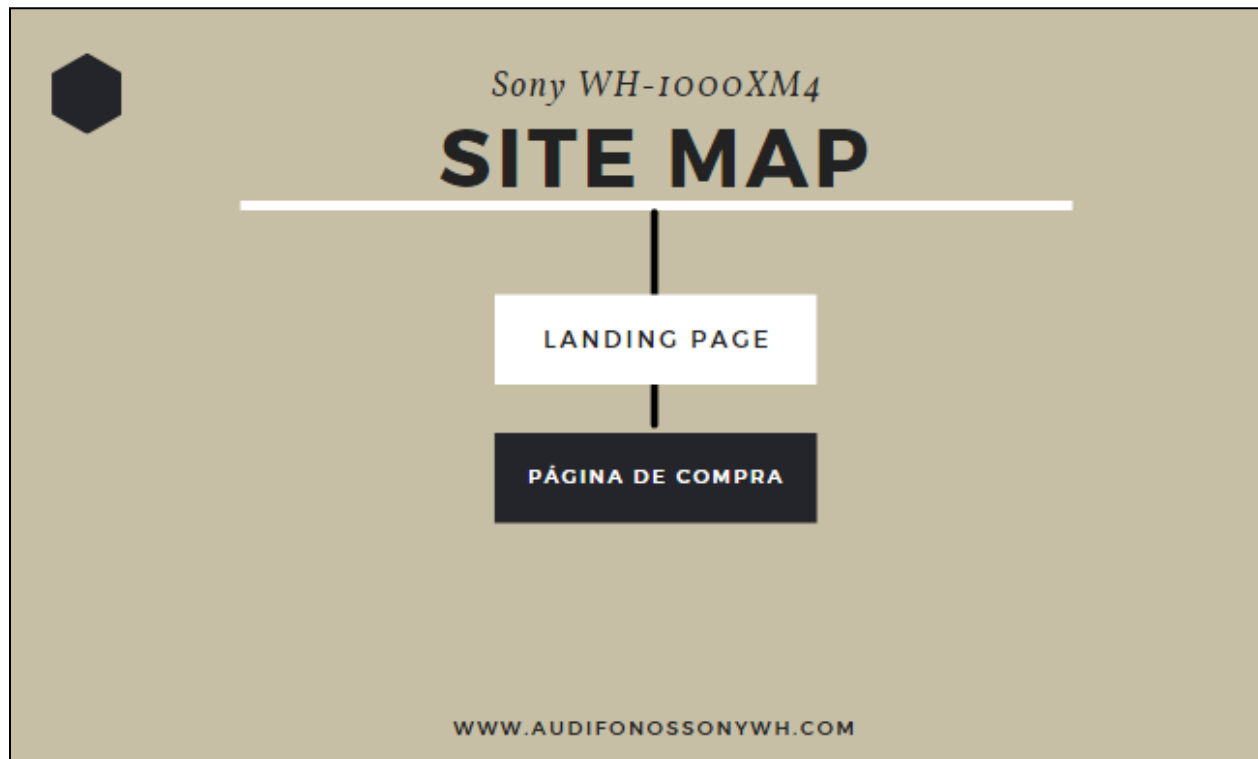 Sony WH-1000XM4
SITE MAP
LANDING PAGE
PÁGINA DE COMPRA
WWW.AUDIFONOSSONYWH.COM